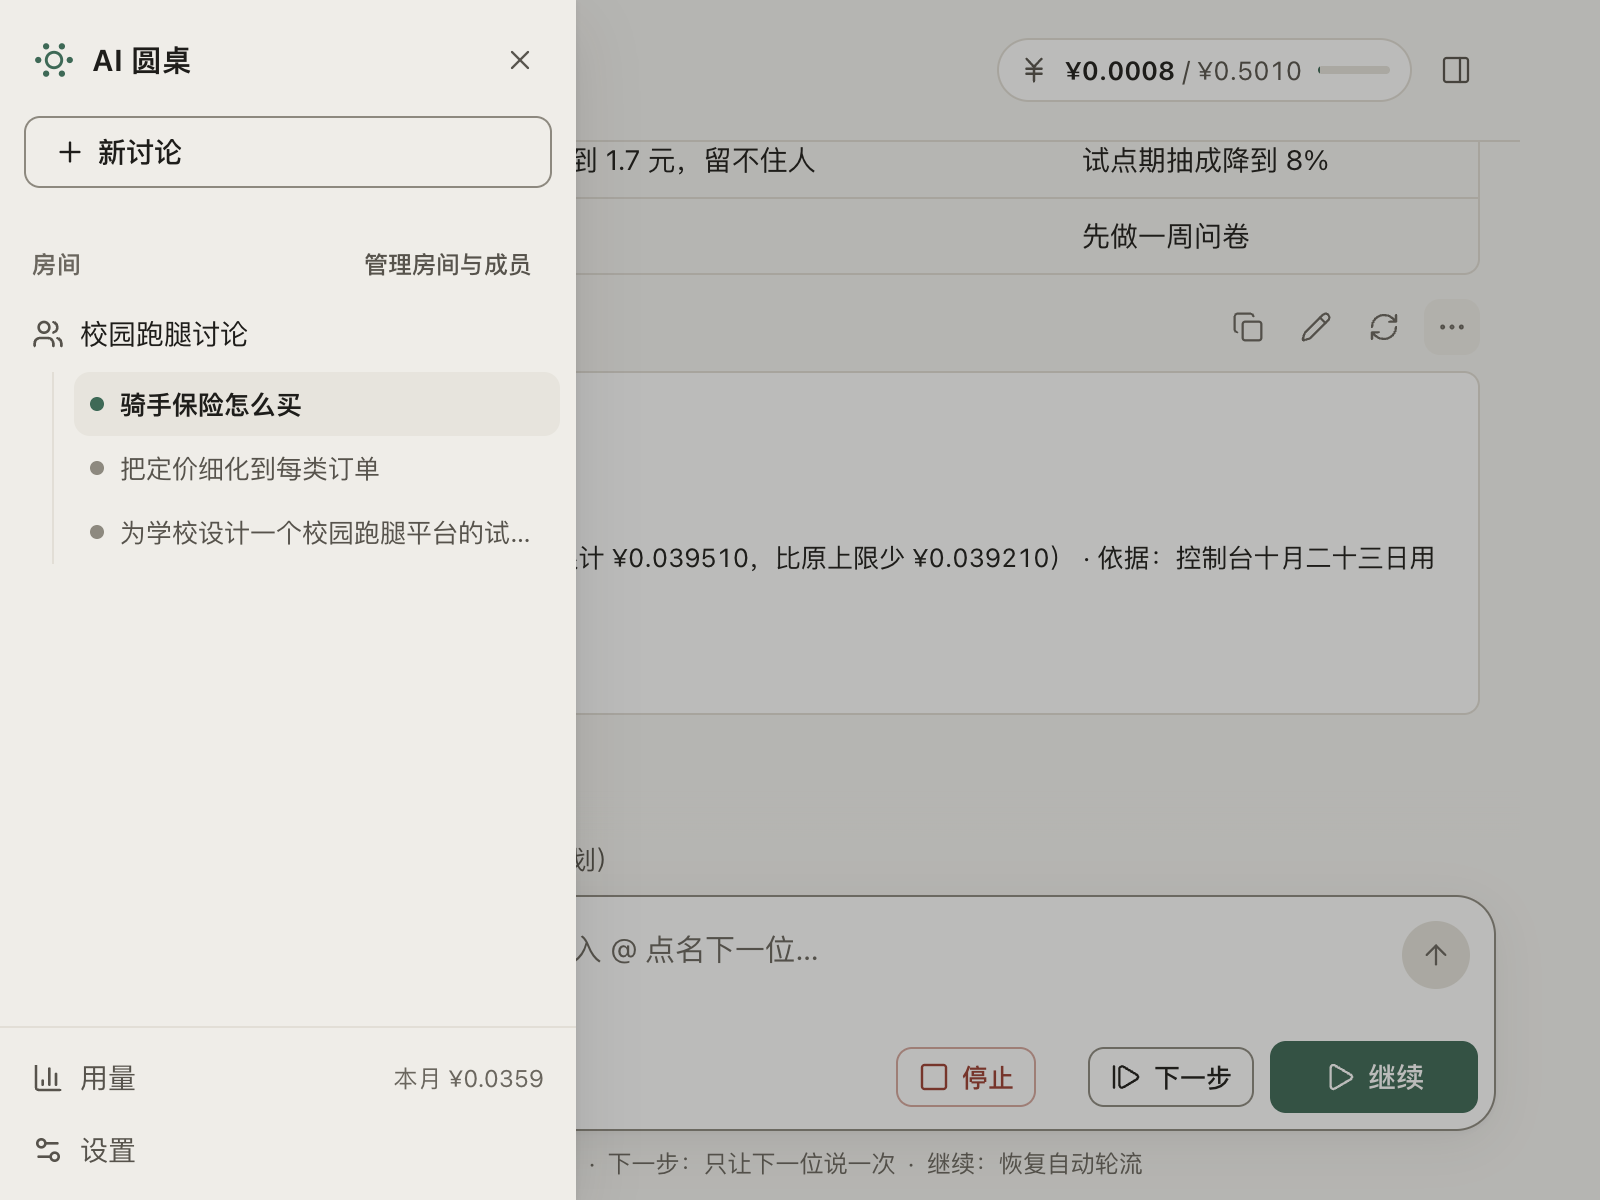 AI 圆桌
新讨论
房间
管理房间与成员
校园跑腿讨论
骑手保险怎么买
把定价细化到每类订单
为学校设计一个校园跑腿平台的试...
用量
本月 ¥0.0359
设置
¥0.0008 / ¥0.5010
到 1.7 元，留不住人
试点期抽成降到 8%
先做一周问卷
计 ¥0.039510，比原上限少 ¥0.039210） · 依据：控制台十月二十三日用
划）
入 @ 点名下一位...
停止
下一步
继续
· 下一步：只让下一位说一次 · 继续：恢复自动轮流